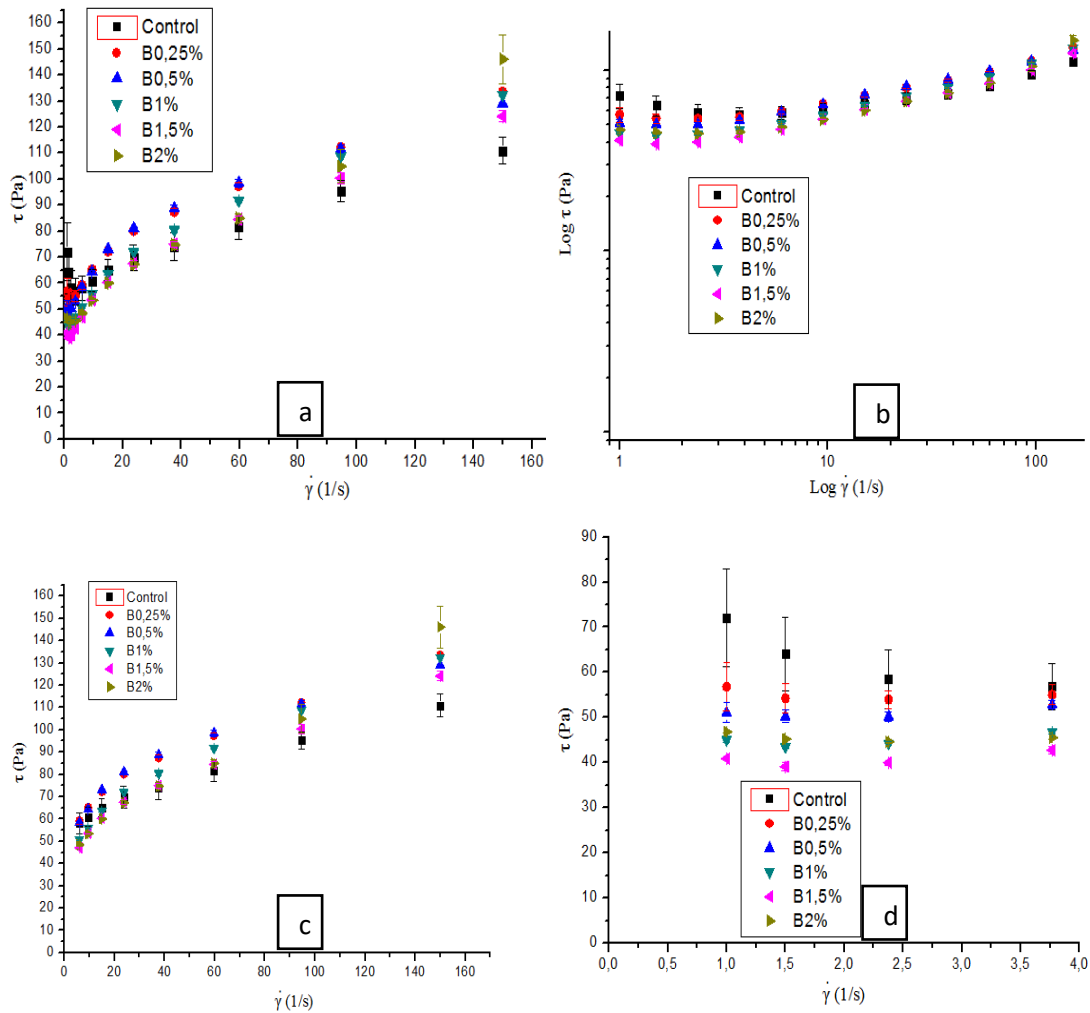 160
150
140
130
120
110
100
90
80
70
60
50
40
30
20
10
0
τ (Pa)
Control
B0,25%
B0,5%
B1%
B1,5%
B2%
a
0 20 40 60 80 100 120 140 160
γ̇ (1/s)
Log τ (Pa)
Control
B0,25%
B0,5%
B1%
B1,5%
B2%
b
1 10 100
Log γ̇ (1/s)
160
150
140
130
120
110
100
90
80
70
60
50
40
30
20
10
0
τ (Pa)
Control
B0,25%
B0,5%
B1%
B1,5%
B2%
c
0 20 40 60 80 100 120 140 160
γ̇ (1/s)
90
80
70
60
50
40
30
20
10
0
τ (Pa)
Control
B0,25%
B0,5%
B1%
B1,5%
B2%
d
0,0 0,5 1,0 1,5 2,0 2,5 3,0 3,5 4,0
γ̇ (1/s)